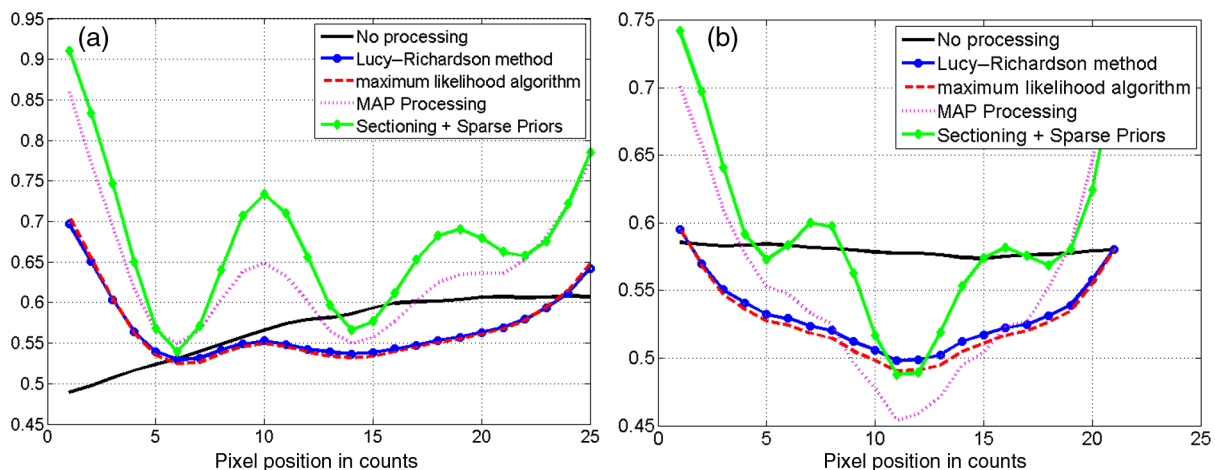 (a)
No processing
Lucy–Richardson method
maximum likelihood algorithm
MAP Processing
Sectioning + Sparse Priors
0.95
0.9
0.85
0.8
0.75
0.7
0.65
0.6
0.55
0.5
0.45
0 5 10 15 20 25
Pixel position in counts
(b)
No processing
Lucy–Richardson method
maximum likelihood algorithm
MAP Processing
Sectioning + Sparse Priors
0.75
0.7
0.65
0.6
0.55
0.5
0.45
0 5 10 15 20 25
Pixel position in counts